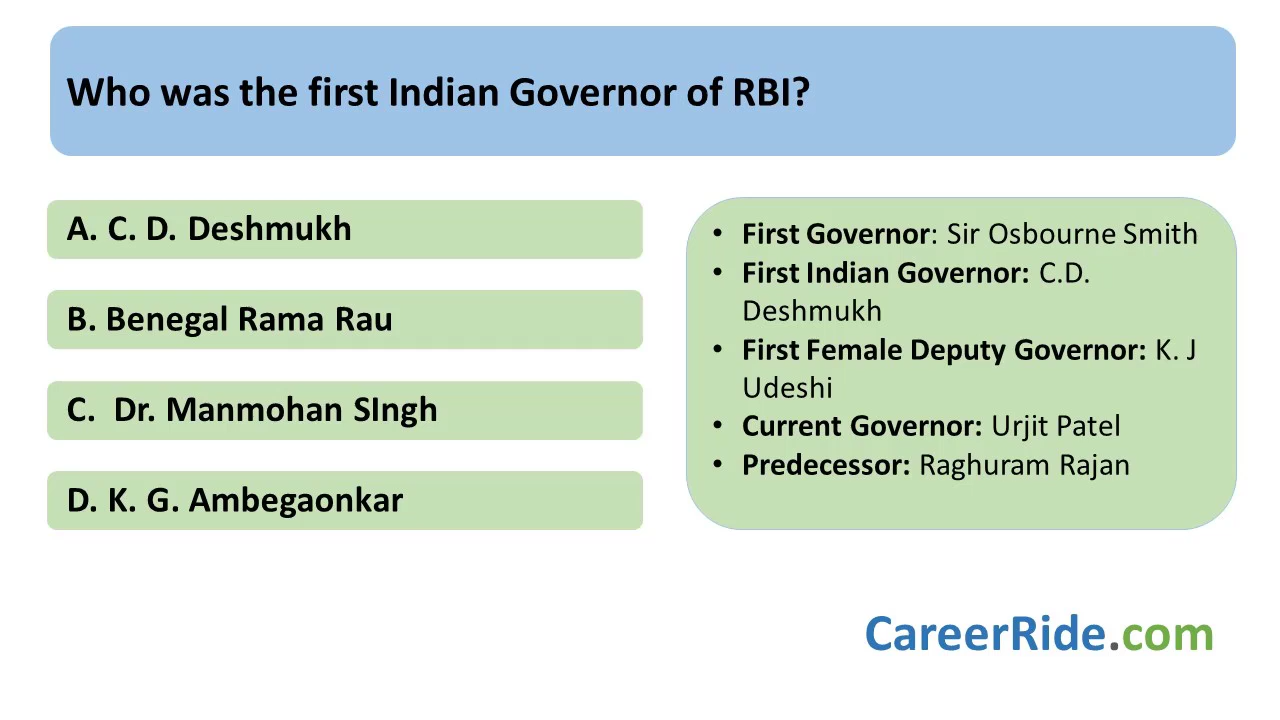 Who was the first Indian Governor of RBI?
A. C. D. Deshmukh
B. Benegal Rama Rau
C.  Dr. Manmohan SIngh
D. K. G. Ambegaonkar
• First Governor: Sir Osbourne Smith
• First Indian Governor: C.D.
Deshmukh
• First Female Deputy Governor: K. J
Udeshi
• Current Governor: Urjit Patel
• Predecessor: Raghuram Rajan
CareerRide.com